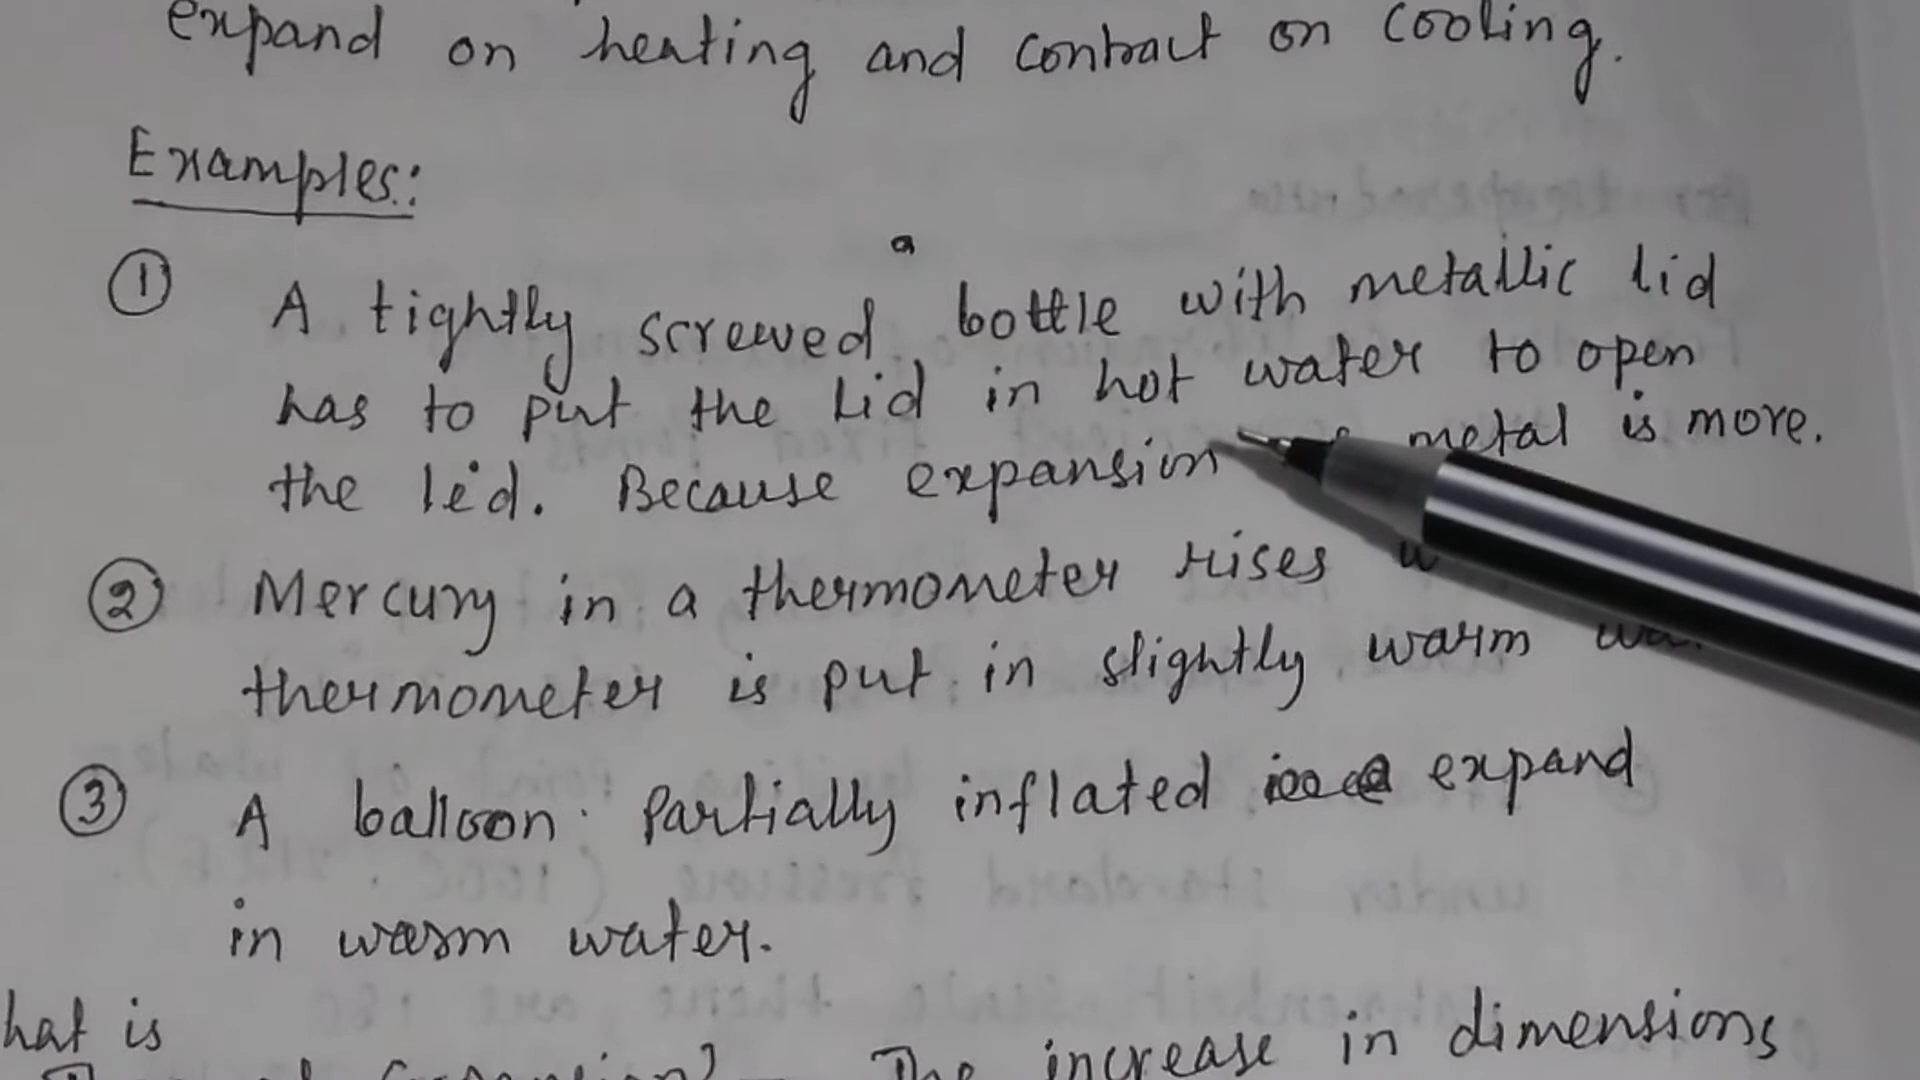 expand on heating and contract on cooling.
Examples:
① A tightly screwed a bottle with metallic lid
has to put the lid in hot water to open
the lid. Because expansion metal is more.
② Mercury in a thermometer rises
thermometer is put in slightly warm
③ A balloon partially inflated expand
in warm water.
hat is
The increase in dimensions